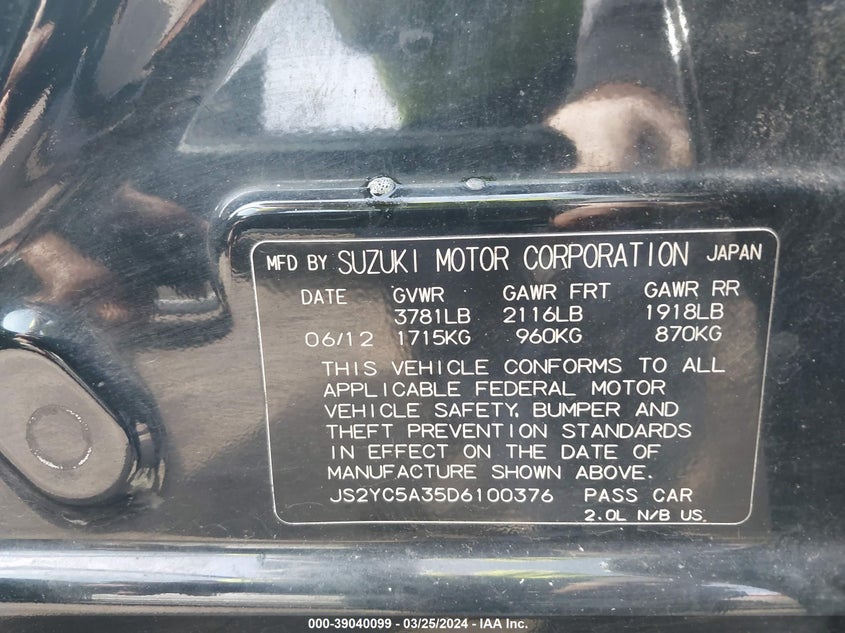 MFD BY SUZUKI MOTOR CORPORATION JAPAN
DATE GVWR GAWR FRT GAWR RR
3781LB 2116LB 1918LB
06/12 1715KG 960KG 870KG
THIS VEHICLE CONFORMS TO ALL
APPLICABLE FEDERAL MOTOR
VEHICLE SAFETY, BUMPER AND
THEFT PREVENTION STANDARDS
IN EFFECT ON THE DATE OF
MANUFACTURE SHOWN ABOVE.
JS2YC5A35D6100376 PASS CAR
2.0L N/B US
000-39040099 - 03/25/2024 - IAA Inc.